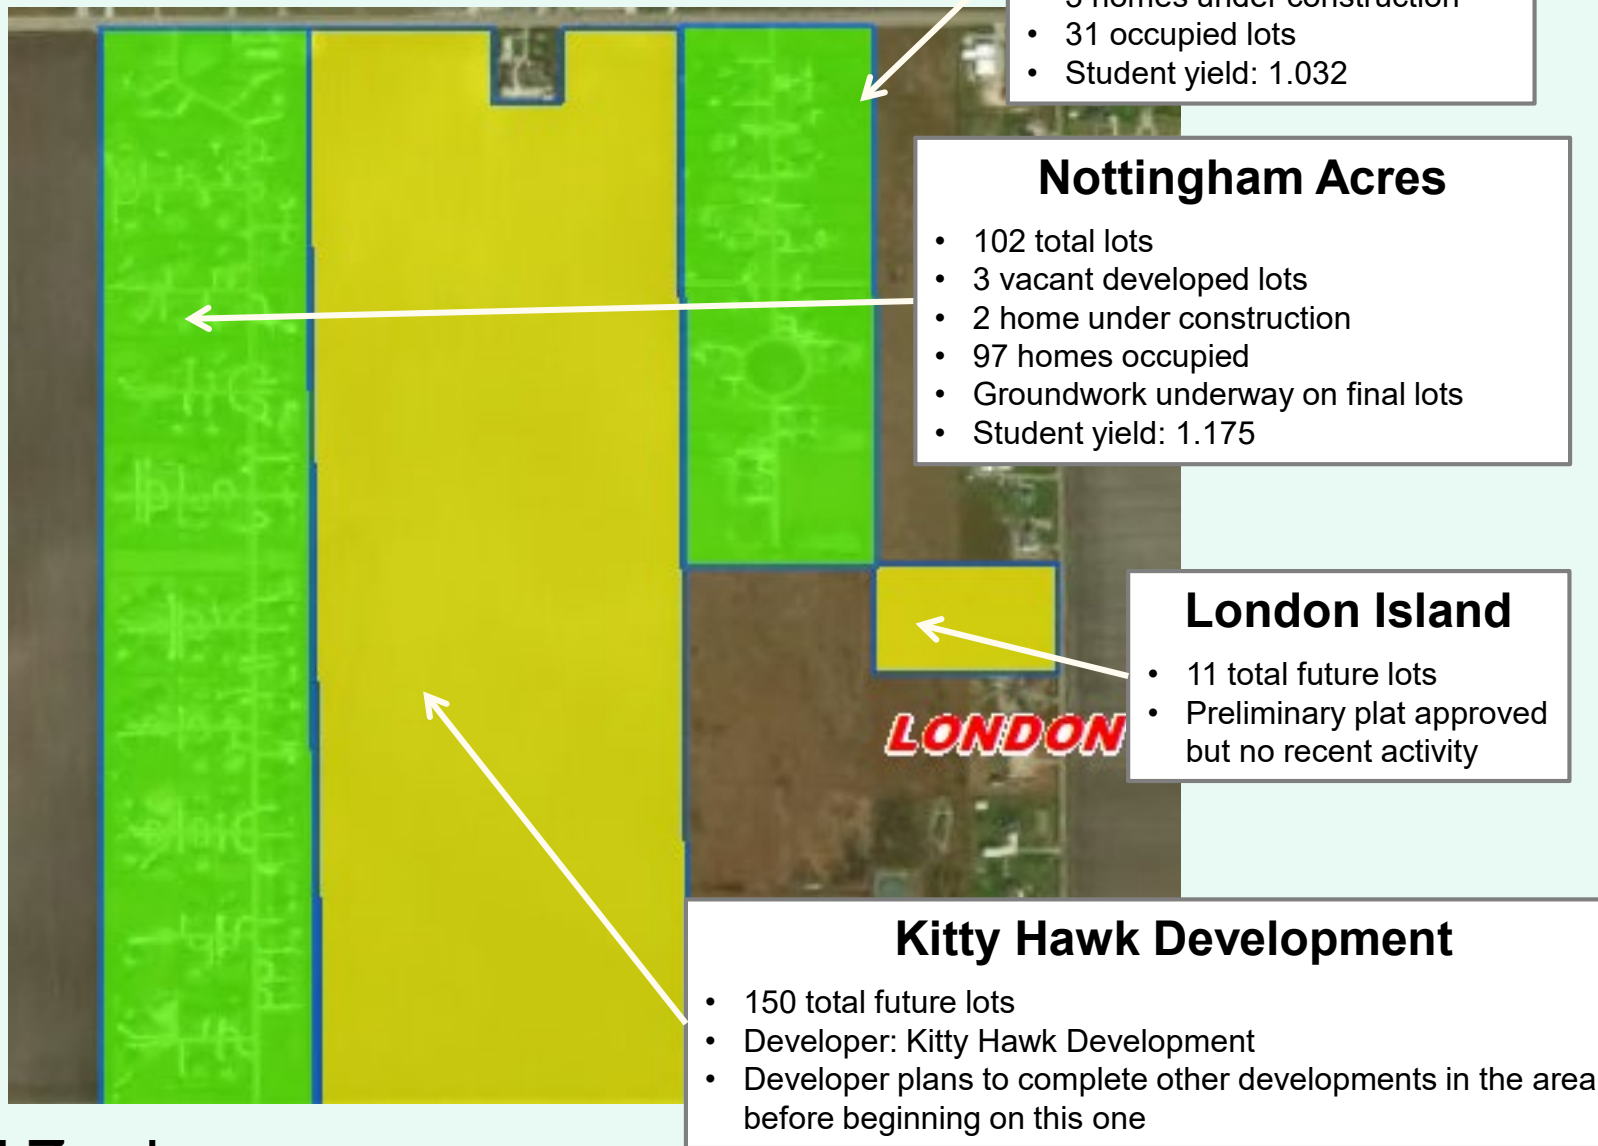 homes under construction
• 31 occupied lots
• Student yield: 1.032
Nottingham Acres
• 102 total lots
• 3 vacant developed lots
• 2 home under construction
• 97 homes occupied
• Groundwork underway on final lots
• Student yield: 1.175
London Island
• 11 total future lots
• Preliminary plat approved
but no recent activity
LONDON
Kitty Hawk Development
• 150 total future lots
• Developer: Kitty Hawk Development
• Developer plans to complete other developments in the area
before beginning on this one